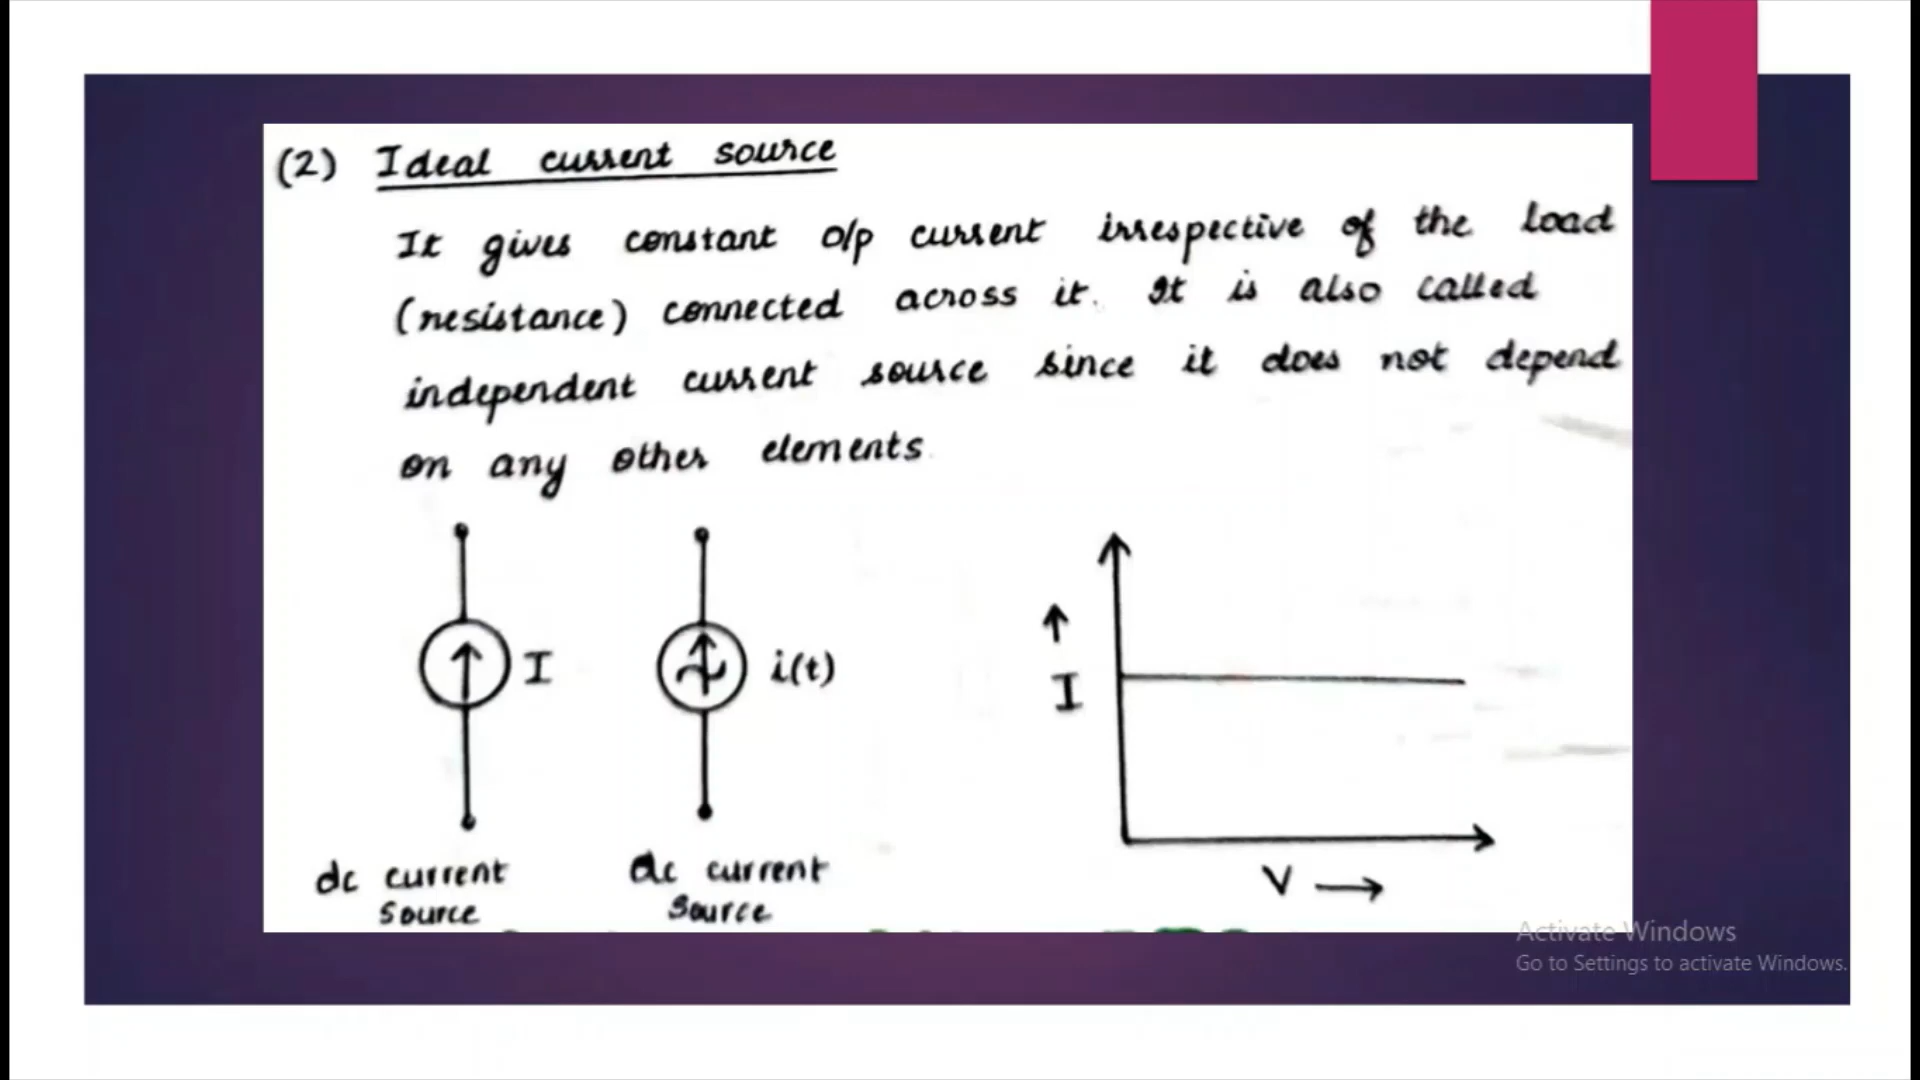 (2) Ideal current source
It gives constant o/p current irrespective of the load
(resistance) connected across it. It is also called
independent current source since it does not depend
on any other elements
I
i(t)
I
dc current
source
ac current
source
V
Activate Windows
Go to Settings to activate Windows.